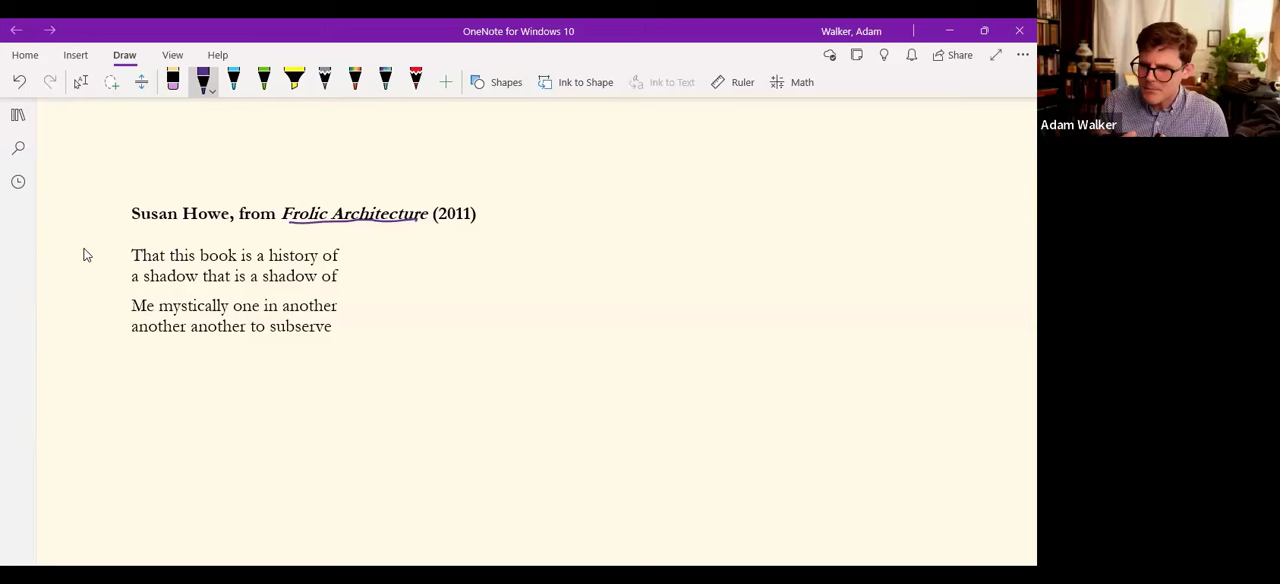 OneNote for Windows 10
Walker, Adam
Home Insert Draw View Help
Share
Shapes Ink to Shape Ink to Text Ruler Math
Adam Walker
Susan Howe, from Frolic Architecture (2011)
That this book is a history of
a shadow that is a shadow of
Me mystically one in another
another another to subserve